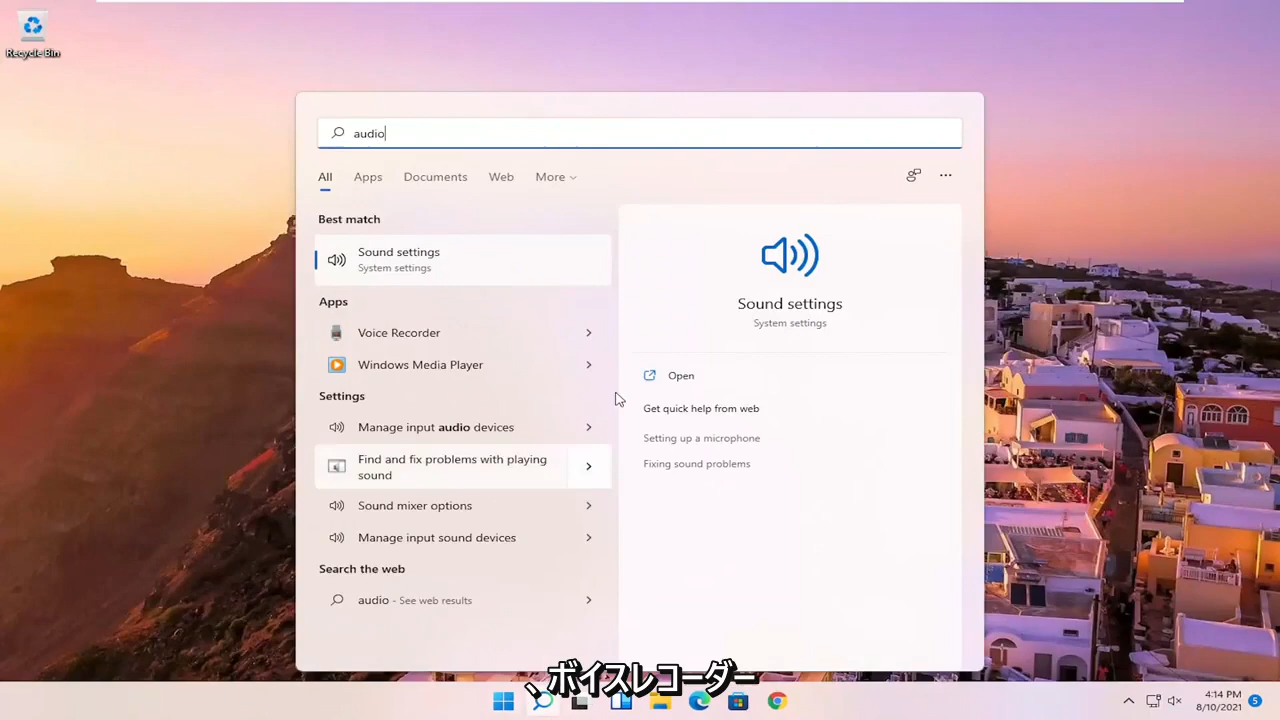 Recycle Bin
audio
All Apps Documents Web More
Best match
Sound settings
System settings
Apps
Voice Recorder
Windows Media Player
Settings
Manage input audio devices
Find and fix problems with playing
sound
Sound mixer options
Manage input sound devices
Search the web
audio - See web results
Sound settings
System settings
Open
Get quick help from web
Setting up a microphone
Fixing sound problems
、ボイスレコーダー
4:14 PM
8/10/2021
5